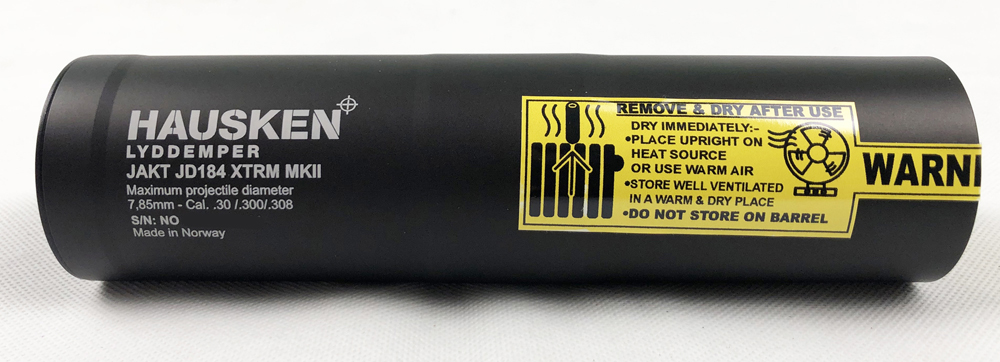 HAUSKEN
LYDDEMPER
JAKT JD184 XTRM MKII
Maximum projectile diameter
7,85mm - Cal. .30 /.300/.308
S/N: NO
Made in Norway
REMOVE & DRY AFTER USE
DRY IMMEDIATELY:-
•PLACE UPRIGHT ON
HEAT SOURCE
OR USE WARM AIR
•STORE WELL VENTILATED
IN A WARM & DRY PLACE
•DO NOT STORE ON BARREL
WARNI